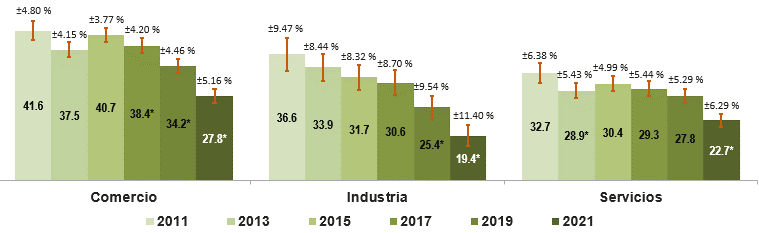 ±4.80 % ±4.15 % ±3.77 % ±4.20 % ±4.46 % ±5.16 %
41.6 37.5 40.7 38.4* 34.2* 27.8*
Comercio
±9.47 % ±8.44 % ±8.32 % ±8.70 % ±9.54 % ±11.40 %
36.6 33.9 31.7 30.6 25.4* 19.4*
Industria
±6.38 % ±5.43 % ±4.99 % ±5.44 % ±5.29 % ±6.29 %
32.7 28.9* 30.4 29.3 27.8 22.7*
Servicios
2011 2013 2015 2017 2019 2021